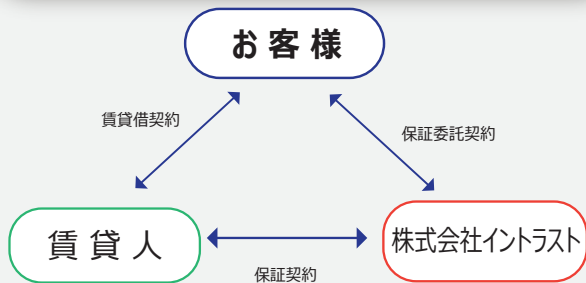 お客様
賃貸借契約
保証委託契約
賃貸人
株式会社イントラスト
保証契約